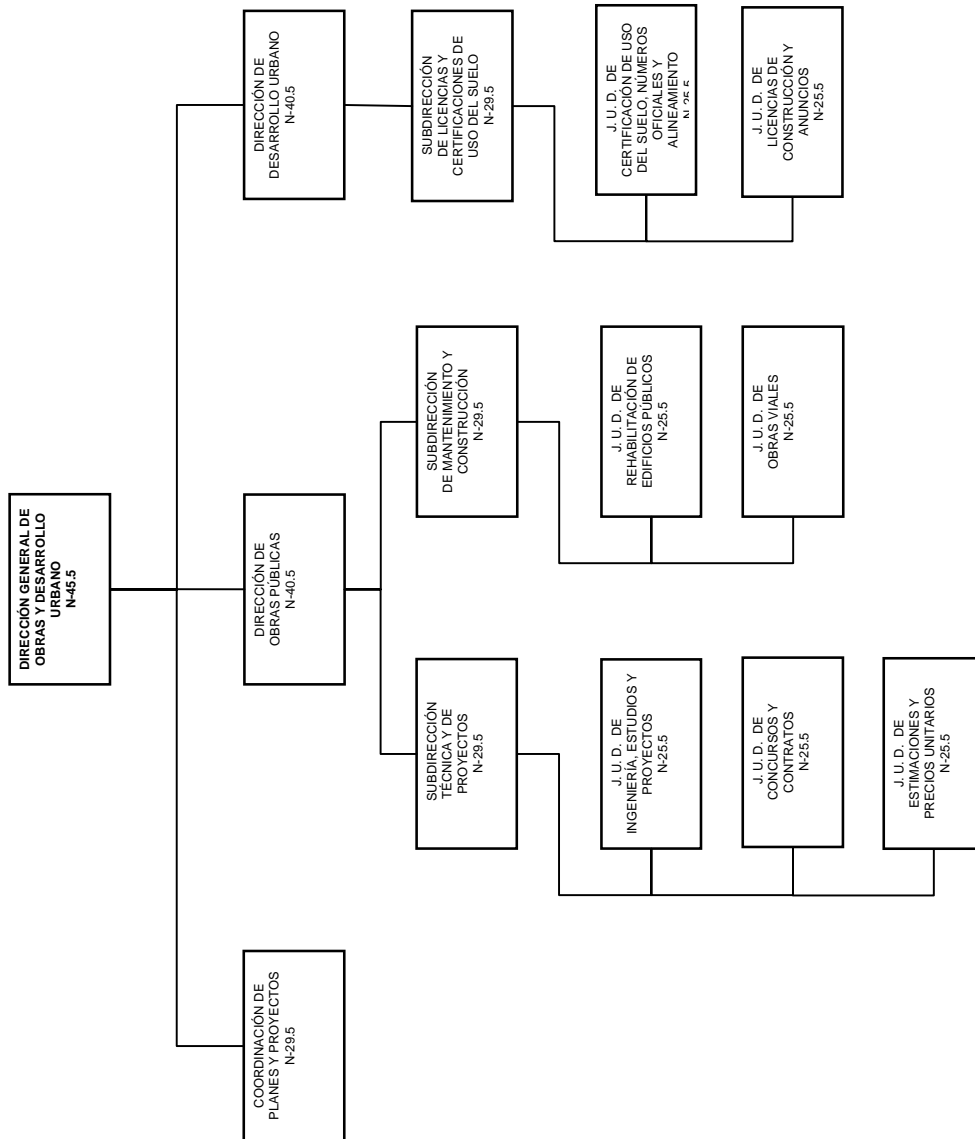 DIRECCIÓN GENERAL DE
OBRAS Y DESARROLLO
URBANO
N-45.5
COORDINACIÓN DE
PLANES Y PROYECTOS
N-29.5
DIRECCIÓN DE
OBRAS PÚBLICAS
N-40.5
DIRECCIÓN DE
DESARROLLO URBANO
N-40.5
SUBDIRECCIÓN
TÉCNICA Y DE
PROYECTOS
N-29.5
SUBDIRECCIÓN
DE MANTENIMIENTO Y
CONSTRUCCIÓN
N-29.5
SUBDIRECCIÓN
DE LICENCIAS Y
CERTIFICACIONES DE
USO DEL SUELO
N-29.5
J. U. D. DE
INGENIERÍA, ESTUDIOS Y
PROYECTOS
N-25.5
J. U. D. DE
REHABILITACIÓN DE
EDIFICIOS PÚBLICOS
N-25.5
J. U. D. DE
CERTIFICACIÓN DE USO
DEL SUELO, NÚMEROS
OFICIALES Y
ALINEAMIENTO
N-25.5
J. U. D. DE
CONCURSOS Y
CONTRATOS
N-25.5
J. U. D. DE
OBRAS VIALES
N-25.5
J. U. D. DE
LICENCIAS DE
CONSTRUCCIÓN Y
ANUNCIOS
N-25.5
J. U. D. DE
ESTIMACIONES Y
PRECIOS UNITARIOS
N-25.5